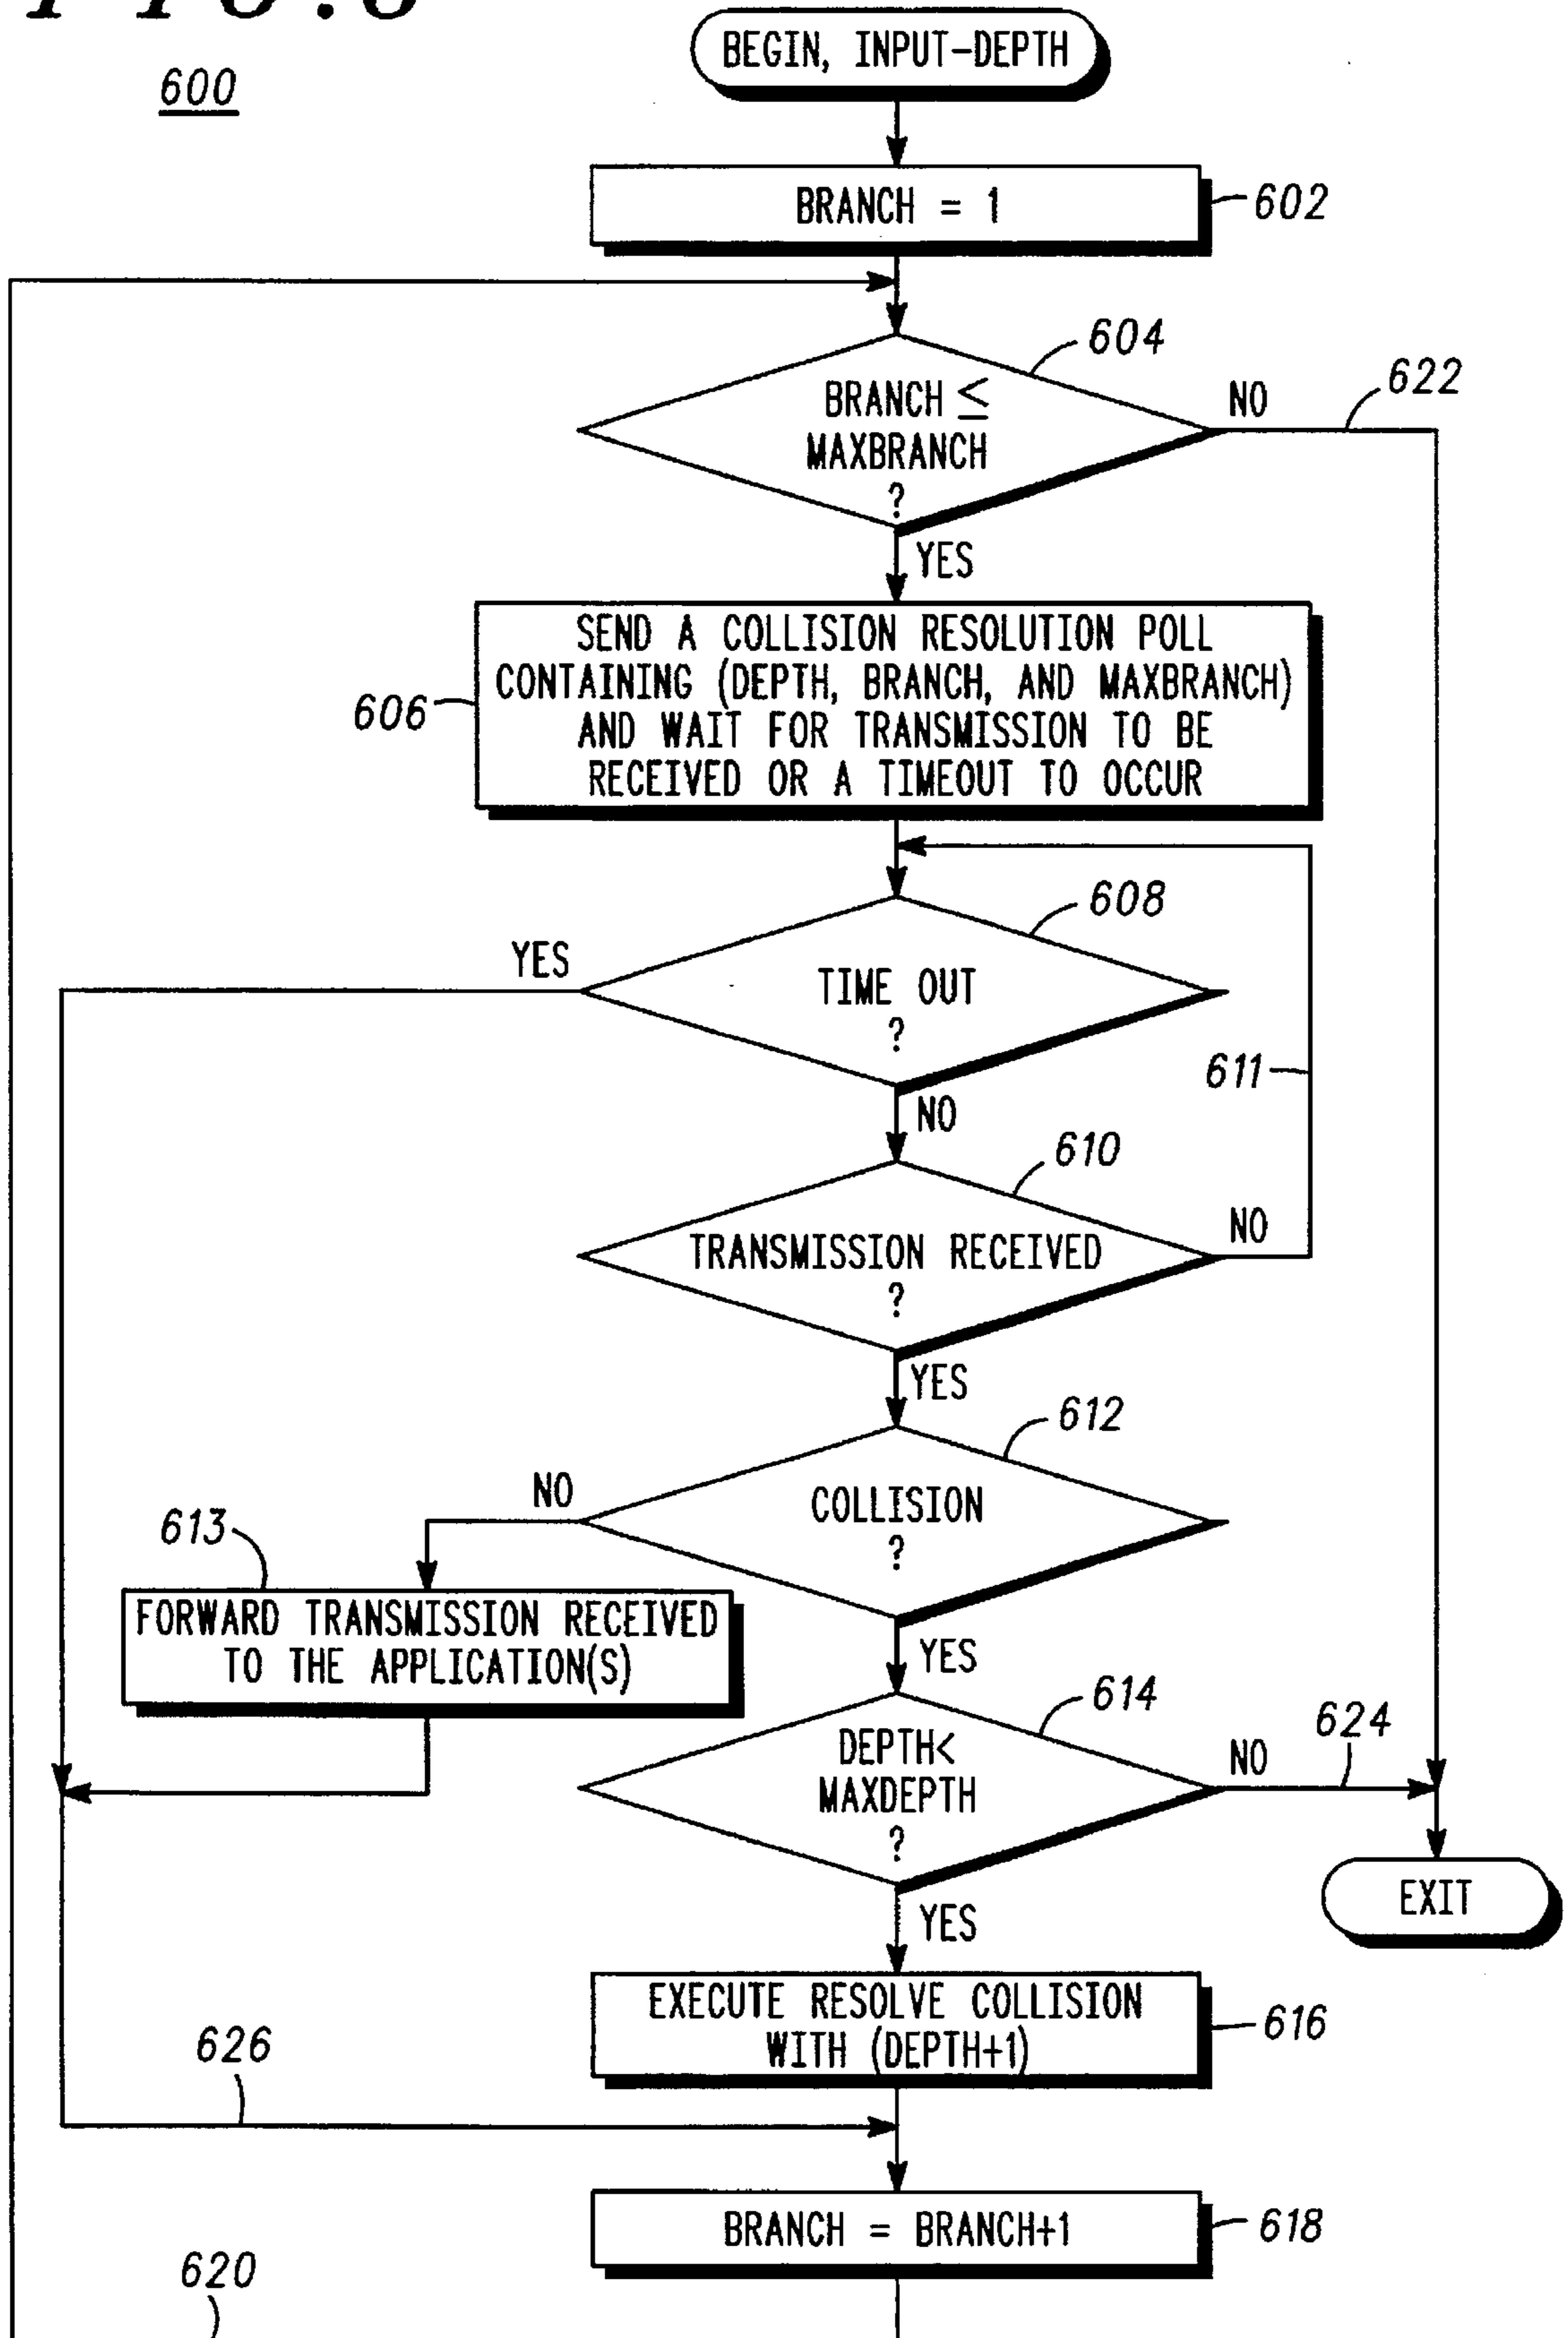 600
BEGIN, INPUT-DEPTH
BRANCH = 1
602
604
BRANCH ≤
MAXBRANCH
?
NO
622
YES
SEND A COLLISION RESOLUTION POLL
CONTAINING (DEPTH, BRANCH, AND MAXBRANCH)
AND WAIT FOR TRANSMISSION TO BE
RECEIVED OR A TIMEOUT TO OCCUR
606
608
YES
TIME OUT
?
611
NO
610
TRANSMISSION RECEIVED
?
NO
YES
612
NO
COLLISION
?
613
FORWARD TRANSMISSION RECEIVED
TO THE APPLICATION(S)
YES
614
DEPTH<
MAXDEPTH
?
NO
624
EXIT
YES
EXECUTE RESOLVE COLLISION
WITH (DEPTH+1)
616
626
BRANCH = BRANCH+1
618
620